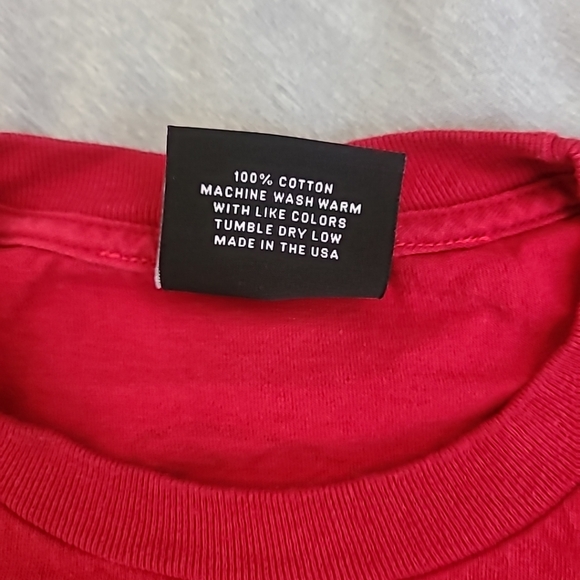 100% COTTON
MACHINE WASH WARM
WITH LIKE COLORS
TUMBLE DRY LOW
MADE IN THE USA